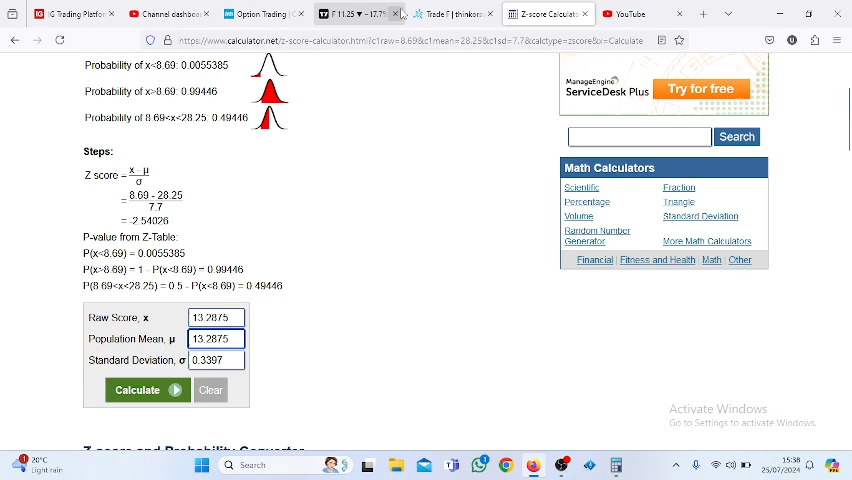 IG Trading Platfor
Channel dashboa
Option Trading | C
F 11.25 ▼ −17.7%
Trade F | thinkors
Z-score Calculato
YouTube
https://www.calculator.net/z-score-calculator.html?c1raw=8.69&c1mean=28.25&c1sd=7.7&calctype=zscore&x=Calculate
Probability of x<8.69: 0.0055385
Probability of x>8.69: 0.99446
Probability of 8.69<x<28.25: 0.49446
Steps:
Z score = x - μ
σ
= 8.69 - 28.25
7.7
= -2.54026
P-value from Z-Table:
P(x<8.69) = 0.0055385
P(x>8.69) = 1 - P(x<8.69) = 0.99446
P(8.69<x<28.25) = 0.5 - P(x<8.69) = 0.49446
Raw Score, x 13.2875
Population Mean, μ 13.2875
Standard Deviation, σ 0.3397
Calculate Clear
Z-score and Probability Converter
ManageEngine
ServiceDesk Plus Try for free
Search
Math Calculators
Scientific Fraction
Percentage Triangle
Volume Standard Deviation
Random Number
Generator More Math Calculators
Financial | Fitness and Health | Math | Other
Activate Windows
Go to Settings to activate Windows.
1
20°C
Light rain
Search
1
15:38
25/07/2024